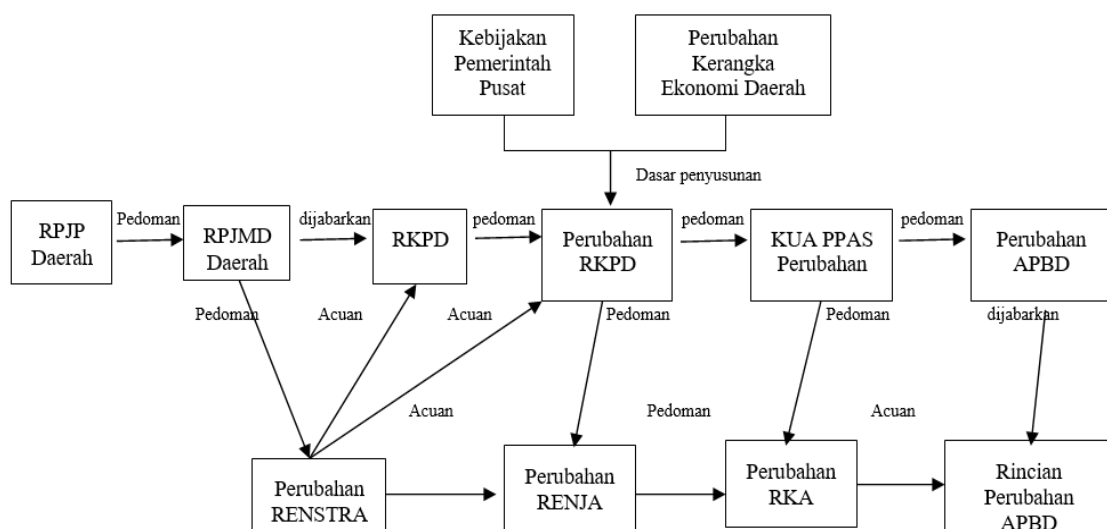 Kebijakan
Pemerintah
Pusat
Perubahan
Kerangka
Ekonomi Daerah
Dasar penyusunan
RPJP
Daerah
Pedoman
RPJMD
Daerah
dijabarkan
RKPD
pedoman
Perubahan
RKPD
pedoman
KUA PPAS
Perubahan
pedoman
Perubahan
APBD
Pedoman
Acuan
Acuan
Pedoman
Pedoman
dijabarkan
Acuan
Pedoman
Acuan
Perubahan
RENSTRA
Perubahan
RENJA
Perubahan
RKA
Rincian
Perubahan
APBD